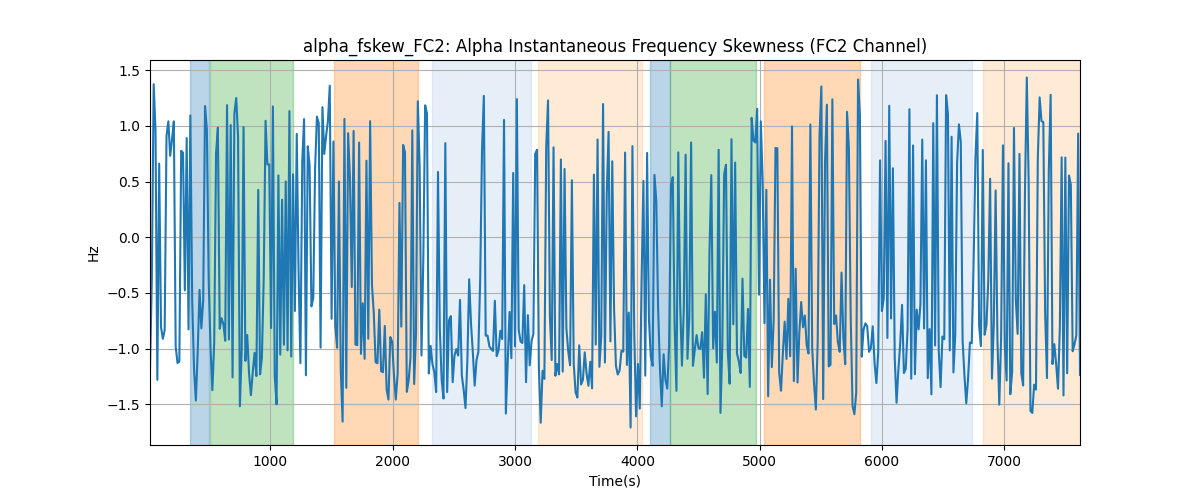 alpha_fskew_FC2: Alpha Instantaneous Frequency Skewness (FC2 Channel)
1.5
1.0
0.5
0.0
−0.5
−1.0
−1.5
Hz
1000 2000 3000 4000 5000 6000 7000
Time(s)